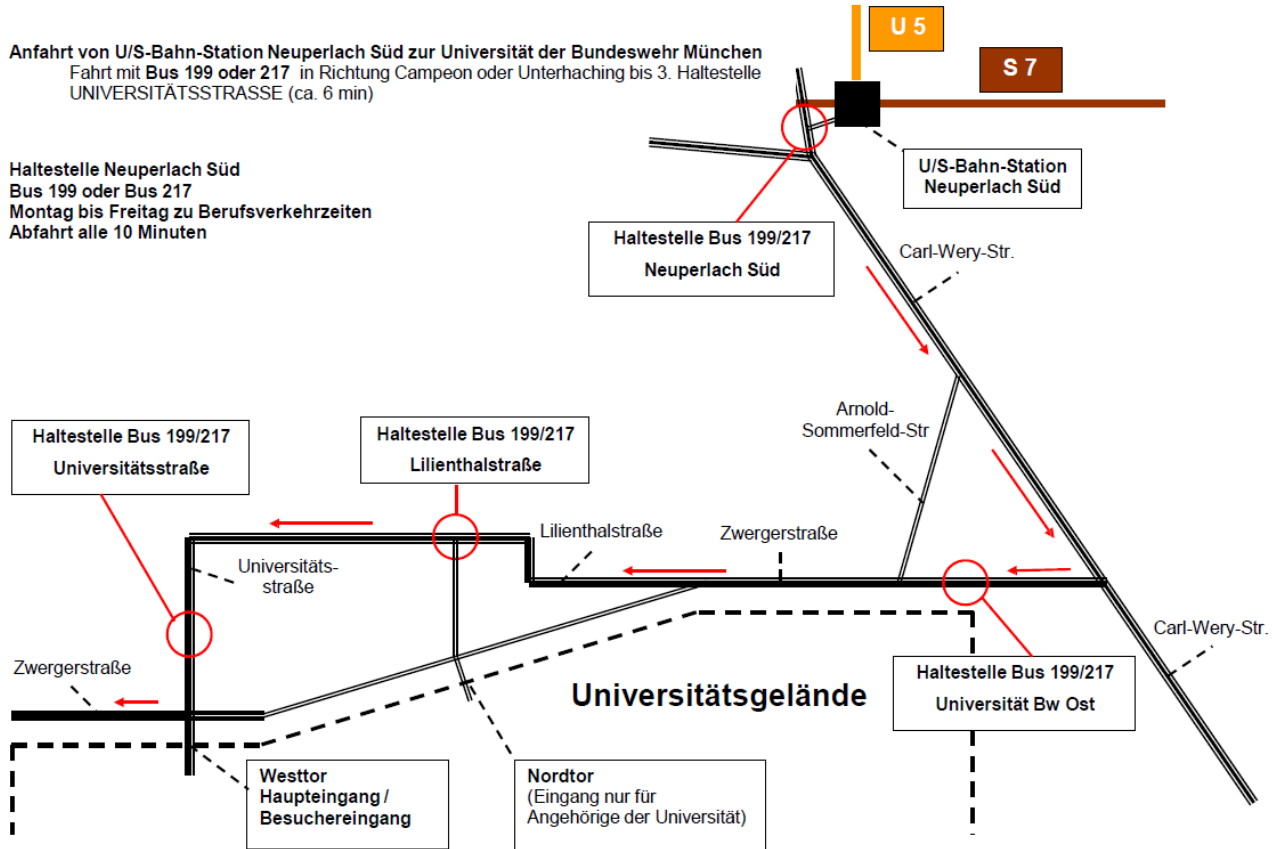 U 5
Anfahrt von U/S-Bahn-Station Neuperlach Süd zur Universität der Bundeswehr München
Fahrt mit Bus 199 oder 217 in Richtung Campeon oder Unterhaching bis 3. Haltestelle
UNIVERSITÄTSSTRASSE (ca. 6 min)
S 7
Haltestelle Neuperlach Süd
Bus 199 oder Bus 217
Montag bis Freitag zu Berufsverkehrzeiten
Abfahrt alle 10 Minuten
U/S-Bahn-Station
Neuperlach Süd
Haltestelle Bus 199/217
Neuperlach Süd
Carl-Wery-Str.
Arnold-
Sommerfeld-Str
Haltestelle Bus 199/217
Universitätsstraße
Haltestelle Bus 199/217
Lilienthalstraße
Lilienthalstraße
Zwergerstraße
Universitäts-
straße
Zwergerstraße
Carl-Wery-Str.
Haltestelle Bus 199/217
Universität Bw Ost
Universitätsgelände
Westtor
Haupteingang /
Besuchereingang
Nordtor
(Eingang nur für
Angehörige der Universität)